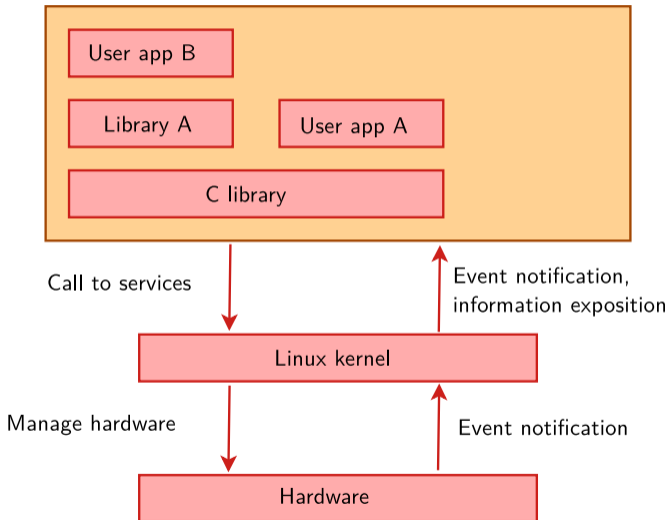 User app B
Library A
User app A
C library
Call to services
Event notification,
information exposition
Linux kernel
Manage hardware
Event notification
Hardware